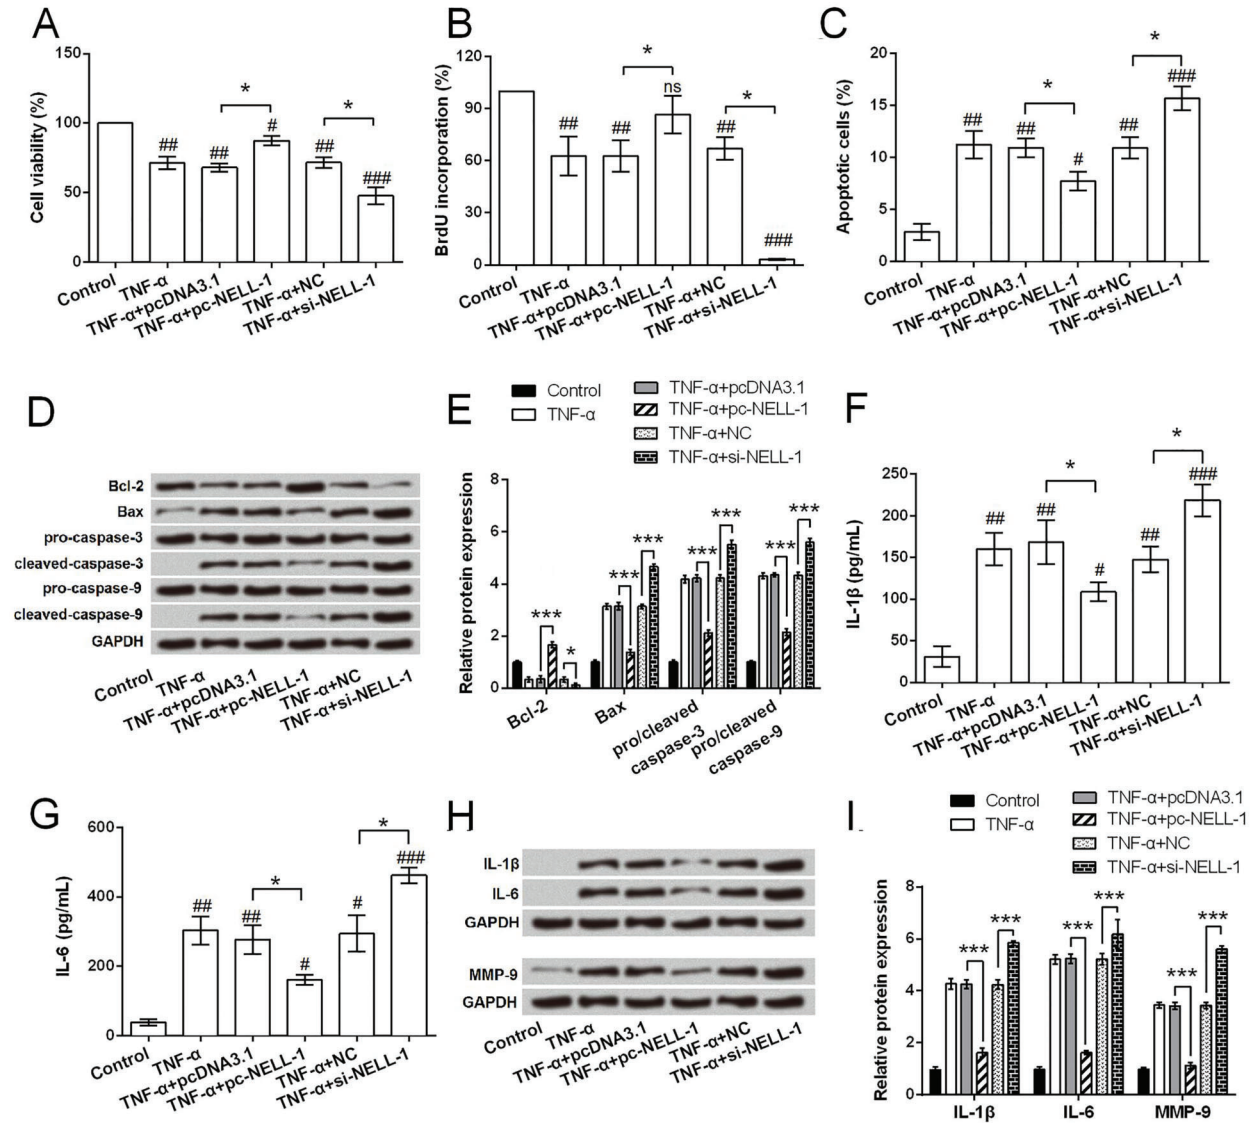 A
Cell viability (%)
150
100
50
0
##
##
#
##
###
*
*
Control
TNF-α
TNF-α+pcDNA3.1
TNF-α+pc-NELL-1
TNF-α+NC
TNF-α+si-NELL-1
B
BrdU incorporation (%)
120
90
60
30
0
##
##
ns
##
###
*
*
Control
TNF-α
TNF-α+pcDNA3.1
TNF-α+pc-NELL-1
TNF-α+NC
TNF-α+si-NELL-1
C
Apoptotic cells (%)
20
15
10
5
0
##
##
#
##
###
*
*
Control
TNF-α
TNF-α+pcDNA3.1
TNF-α+pc-NELL-1
TNF-α+NC
TNF-α+si-NELL-1
D
Bcl-2
Bax
pro-caspase-3
cleaved-caspase-3
pro-caspase-9
cleaved-caspase-9
GAPDH
Control
TNF-α
TNF-α+pcDNA3.1
TNF-α+pc-NELL-1
TNF-α+NC
TNF-α+si-NELL-1
E
Control
TNF-α
TNF-α+pcDNA3.1
TNF-α+pc-NELL-1
TNF-α+NC
TNF-α+si-NELL-1
Relative protein expression
8
6
4
2
0
***
*
***
***
***
***
***
***
Bcl-2
Bax
pro/cleaved
caspase-3
pro/cleaved
caspase-9
F
IL-1β (pg/mL)
250
200
150
100
50
0
##
##
#
##
###
*
*
Control
TNF-α
TNF-α+pcDNA3.1
TNF-α+pc-NELL-1
TNF-α+NC
TNF-α+si-NELL-1
G
IL-6 (pg/mL)
600
400
200
0
##
##
#
#
###
*
*
Control
TNF-α
TNF-α+pcDNA3.1
TNF-α+pc-NELL-1
TNF-α+NC
TNF-α+si-NELL-1
H
IL-1β
IL-6
GAPDH
MMP-9
GAPDH
Control
TNF-α
TNF-α+pcDNA3.1
TNF-α+pc-NELL-1
TNF-α+NC
TNF-α+si-NELL-1
I
Control
TNF-α
TNF-α+pcDNA3.1
TNF-α+pc-NELL-1
TNF-α+NC
TNF-α+si-NELL-1
Relative protein expression
8
6
4
2
0
***
***
***
***
***
***
IL-1β
IL-6
MMP-9